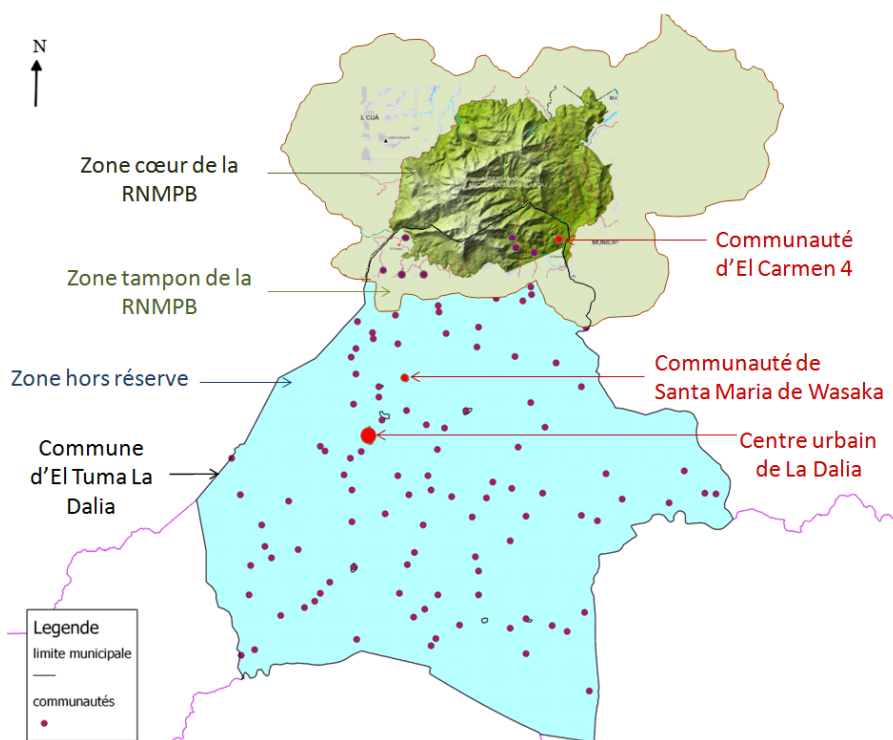 N
L CUA
MA
Zone cœur de la
RNMPB
MUNICIP
Communauté
d'El Carmen 4
Zone tampon de la
RNMPB
Zone hors réserve
Communauté de
Santa Maria de Wasaka
Commune
d'El Tuma La
Dalia
Centre urbain
de La Dalia
Legende
limite municipale
communautés